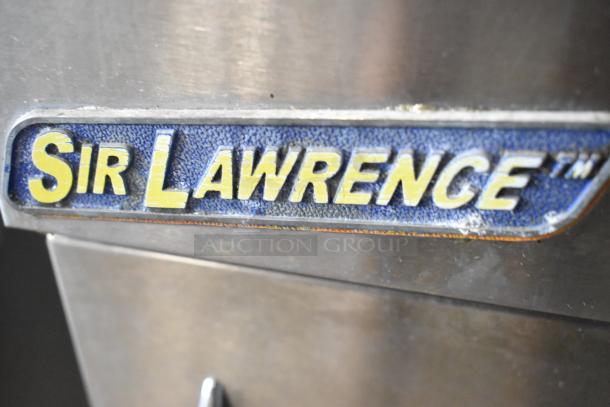 SIR LAWRENCE™
AUCTION GROUP